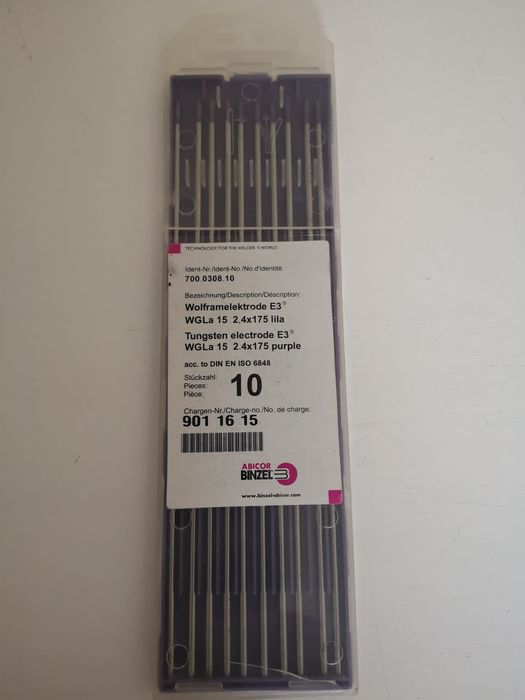 TECHNOLOGY FOR THE WELDER´S WORLD
Ident-Nr./Ident-No./No.d'identité:
700.0308.10
Bezeichnung/Description/Déscription:
Wolframelektrode E3®
WGLa 15 2,4x175 lila
Tungsten electrode E3®
WGLa 15 2.4x175 purple
acc. to DIN EN ISO 6848
Stückzahl:
Pieces:
Pièce:
10
Chargen-Nr./Charge-no./No. de charge:
901 16 15
ABICOR
BINZEL
www.binzel-abicor.com